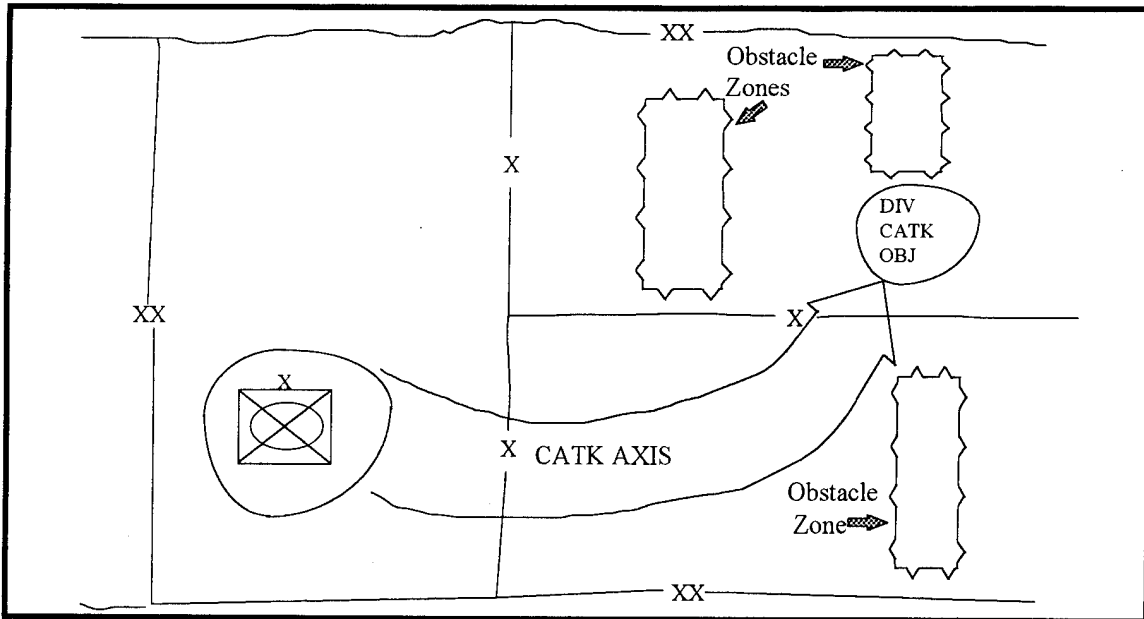 XX
Obstacle
Zones
X
DIV
CATK
OBJ
XX
X
X
X CATK AXIS
Obstacle
Zone
XX